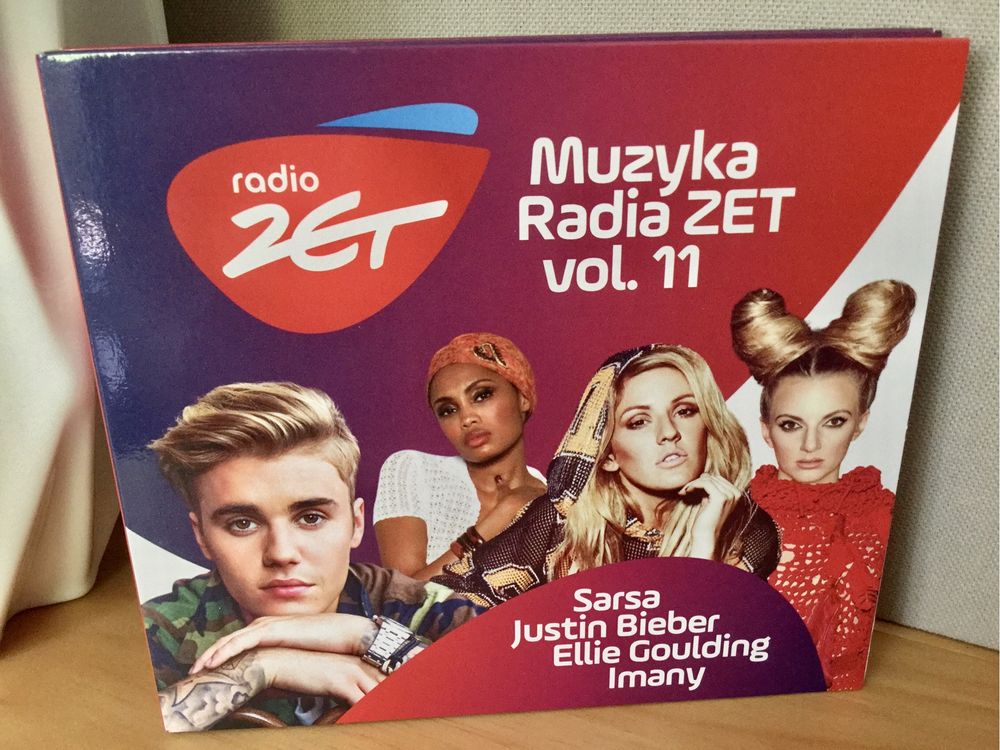 radio
ZET
Muzyka
Radia ZET
vol. 11
Sarsa
Justin Bieber
Ellie Goulding
Imany